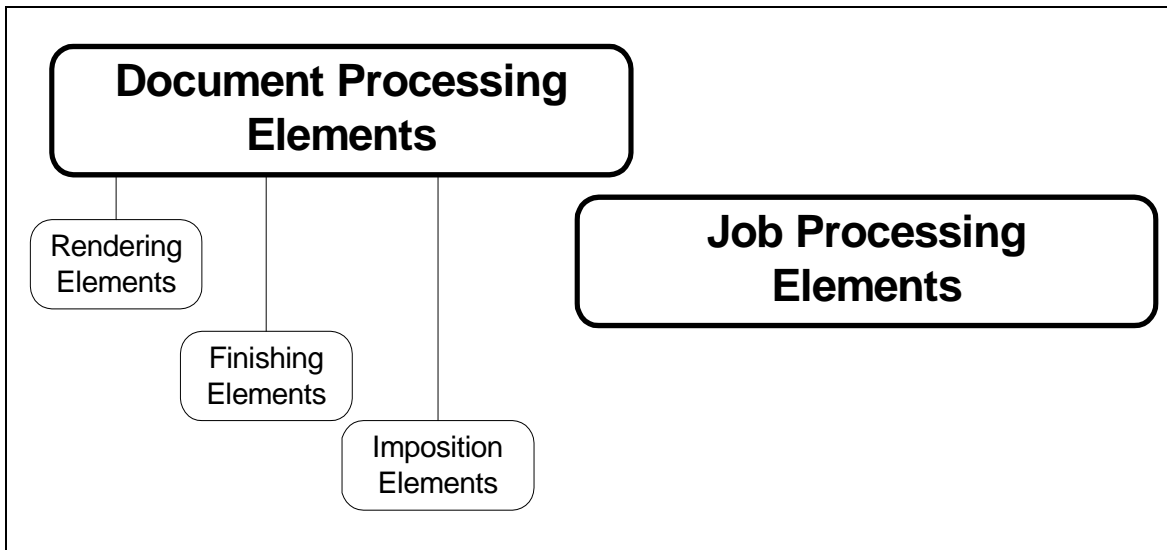 Document Processing
Elements
Rendering
Elements
Finishing
Elements
Imposition
Elements
Job Processing
Elements